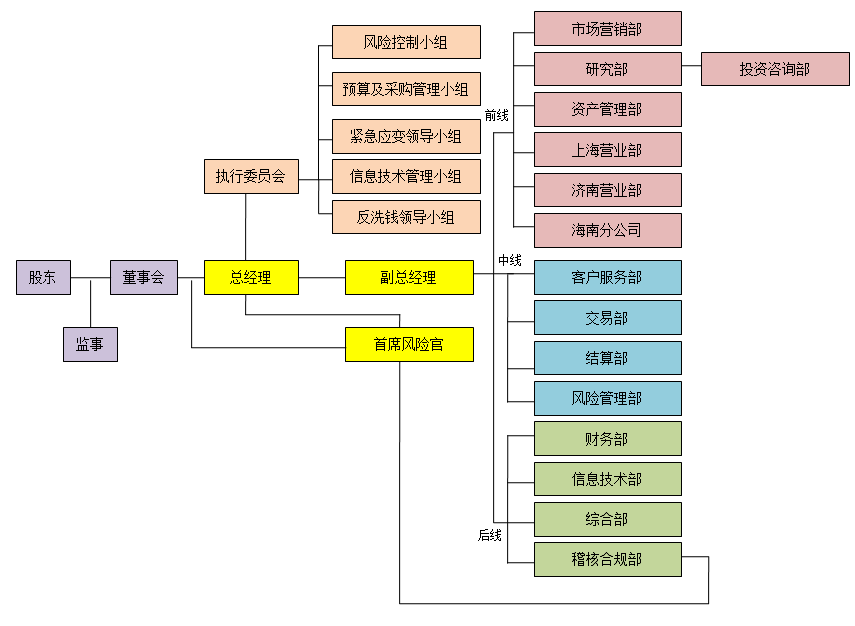 风险控制小组
预算及采购管理小组
紧急应变领导小组
执行委员会
信息技术管理小组
反洗钱领导小组
股东
董事会
总经理
副总经理
监事
首席风险官
前线
市场营销部
研究部
投资咨询部
资产管理部
上海营业部
济南营业部
海南分公司
中线
客户服务部
交易部
结算部
风险管理部
后线
财务部
信息技术部
综合部
稽核合规部